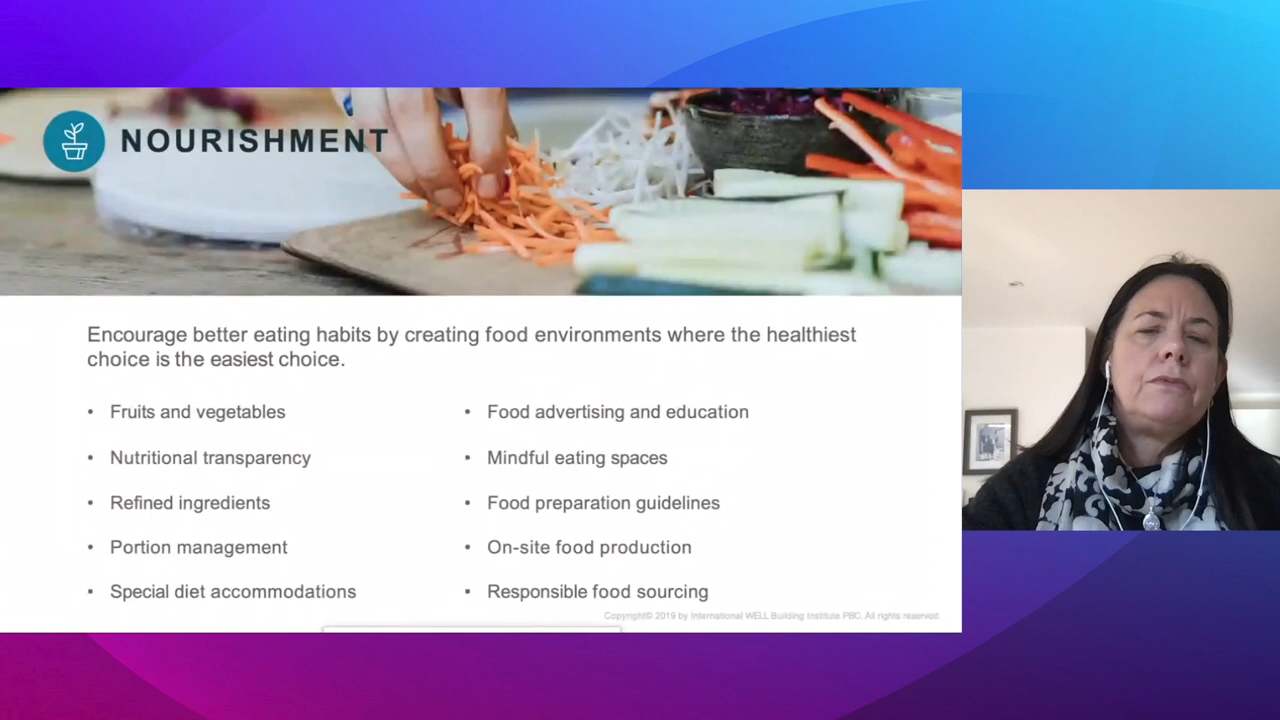 NOURISHMENT
Encourage better eating habits by creating food environments where the healthiest
choice is the easiest choice.
• Fruits and vegetables
• Nutritional transparency
• Refined ingredients
• Portion management
• Special diet accommodations
• Food advertising and education
• Mindful eating spaces
• Food preparation guidelines
• On-site food production
• Responsible food sourcing
Copyright© 2019 by International WELL Building Institute PBC. All rights reserved.